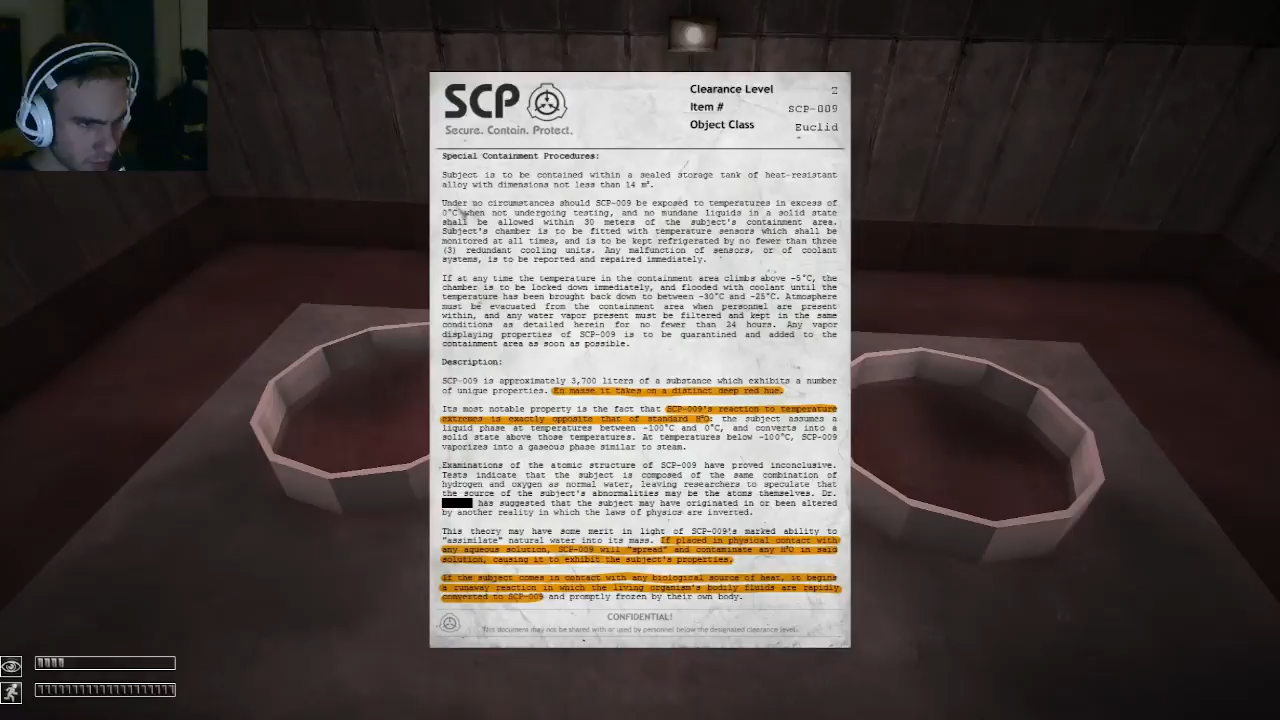 SCP
Secure. Contain. Protect.
Clearance Level 2
Item # SCP-009
Object Class Euclid
Special Containment Procedures:
Subject is to be contained within a sealed storage tank of heat-resistant
alloy with dimensions not less than 14 m³.
Under no circumstances should SCP-009 be exposed to temperatures in excess of
0°C when not undergoing testing, and no mundane liquids in a solid state
shall be allowed within 30 meters of the subject's containment area.
Subject's chamber is to be fitted with temperature sensors which shall be
monitored at all times, and is to be kept refrigerated by no fewer than three
(3) redundant cooling units. Any malfunction of sensors, or of coolant
systems, is to be reported and repaired immediately.
If at any time the temperature in the containment area climbs above -5°C, the
chamber is to be locked down immediately, and flooded with coolant until the
temperature has been brought back down to between -30°C and -25°C. Atmosphere
must be evacuated from the containment area when personnel are present
within, and any water vapor present must be filtered and kept in the same
conditions as detailed herein for no fewer than 24 hours. Any vapor
displaying properties of SCP-009 is to be quarantined and added to the
containment area as soon as possible.
Description:
SCP-009 is approximately 3,700 liters of a substance which exhibits a number
of unique properties. En masse it takes on a distinct deep red hue.
Its most notable property is the fact that SCP-009's reaction to temperature
extremes is exactly opposite that of standard H²O: the subject assumes a
liquid phase at temperatures between -100°C and 0°C, and converts into a
solid state above those temperatures. At temperatures below -100°C, SCP-009
vaporizes into a gaseous phase similar to steam.
Examinations of the atomic structure of SCP-009 have proved inconclusive.
Tests indicate that the subject is composed of the same combination of
hydrogen and oxygen as normal water, leaving researchers to speculate that
the source of the subject's abnormalities may be the atoms themselves. Dr.
has suggested that the subject may have originated in or been altered
by another reality in which the laws of physics are inverted.
This theory may have some merit in light of SCP-009's marked ability to
"assimilate" natural water into its mass. If placed in physical contact with
any aqueous solution, SCP-009 will "spread" and contaminate any H²O in said
solution, causing it to exhibit the subject's properties.
If the subject comes in contact with any biological source of heat, it begins
a runaway reaction in which the living organism's bodily fluids are rapidly
converted to SCP-009 and promptly frozen by their own body.
CONFIDENTIAL!
This document may not be shared with or used by personnel below the designated clearance level.